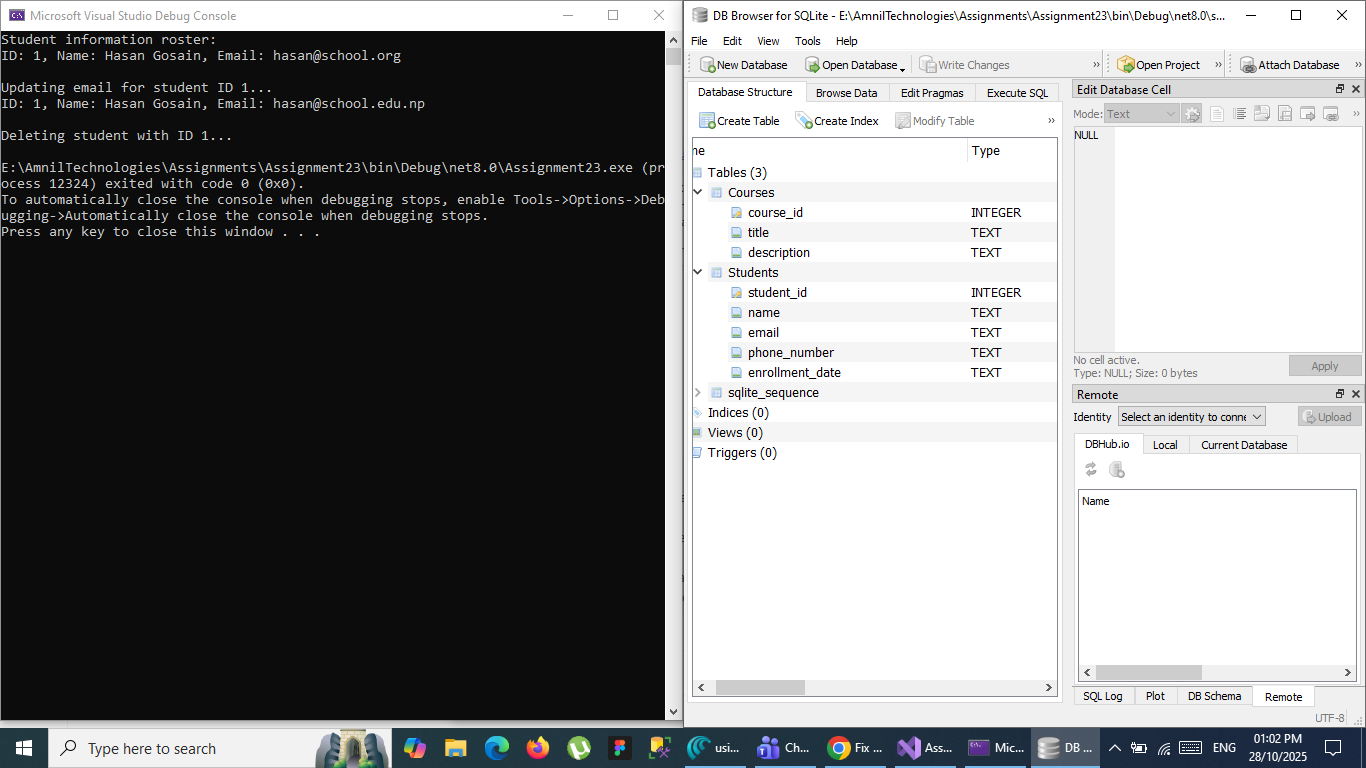 Microsoft Visual Studio Debug Console
Student information roster:
ID: 1, Name: Hasan Gosain, Email: hasan@school.org
Updating email for student ID 1...
ID: 1, Name: Hasan Gosain, Email: hasan@school.edu.np
Deleting student with ID 1...
E:\AmnilTechnologies\Assignments\Assignment23\bin\Debug\net8.0\Assignment23.exe (pr
ocess 12324) exited with code 0 (0x0).
To automatically close the console when debugging stops, enable Tools->Options->Deb
ugging->Automatically close the console when debugging stops.
Press any key to close this window . . .
DB Browser for SQLite - E:\AmnilTechnologies\Assignments\Assignment23\bin\Debug\net8.0\s...
File Edit View Tools Help
New Database Open Database Write Changes » Open Project » Attach Database »
Database Structure Browse Data Edit Pragmas Execute SQL
Create Table Create Index Modify Table »
me Type
Tables (3)
Courses
course_id INTEGER
title TEXT
description TEXT
Students
student_id INTEGER
name TEXT
email TEXT
phone_number TEXT
enrollment_date TEXT
sqlite_sequence
Indices (0)
Views (0)
Triggers (0)
Edit Database Cell
Mode: Text »
NULL
No cell active.
Type: NULL; Size: 0 bytes
Apply
Remote
Identity Select an identity to conne Upload
DBHub.io Local Current Database
Name
SQL Log Plot DB Schema Remote
UTF-8
Type here to search
usi... Ch... Fix ... Ass... Mic... DB ... ENG
01:02 PM
28/10/2025